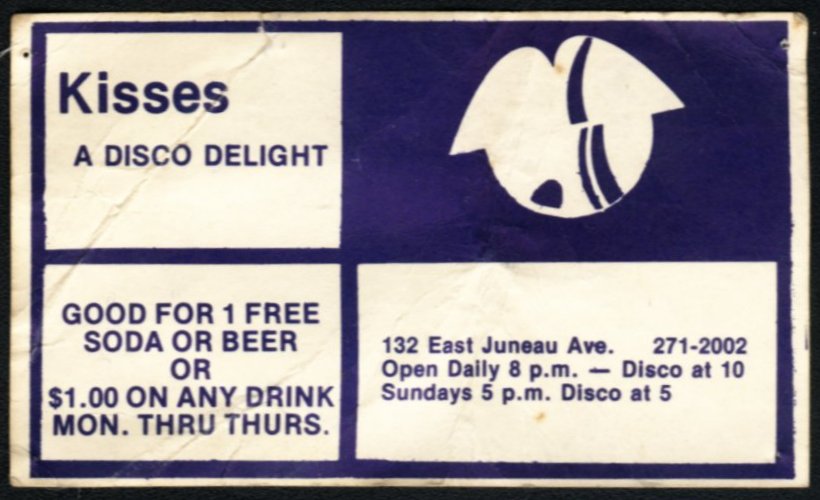 Kisses
A DISCO DELIGHT
GOOD FOR 1 FREE
SODA OR BEER
OR
$1.00 ON ANY DRINK
MON. THRU THURS.
132 East Juneau Ave. 271-2002
Open Daily 8 p.m. — Disco at 10
Sundays 5 p.m. Disco at 5